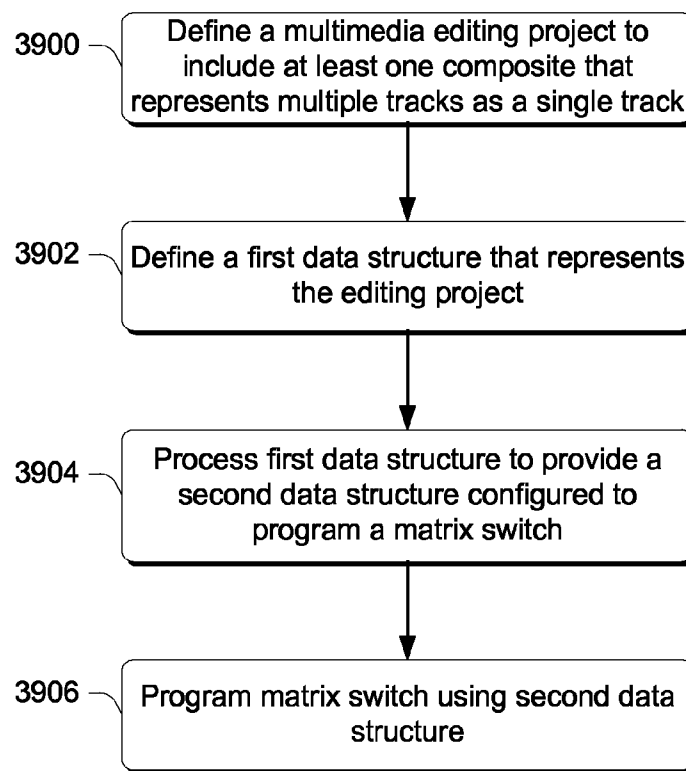 3900
Define a multimedia editing project to
include at least one composite that
represents multiple tracks as a single track
3902
Define a first data structure that represents
the editing project
3904
Process first data structure to provide a
second data structure configured to
program a matrix switch
3906
Program matrix switch using second data
structure